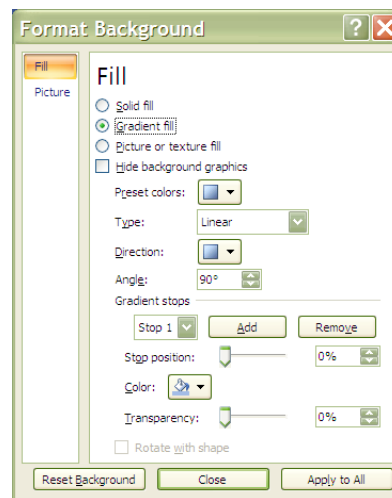 Format Background
Fill
Picture
Fill
Solid fill
Gradient fill
Picture or texture fill
Hide background graphics
Preset colors:
Type: Linear
Direction:
Angle: 90°
Gradient stops
Stop 1 Add Remove
Stop position: 0%
Color:
Transparency: 0%
Rotate with shape
Reset Background Close Apply to All